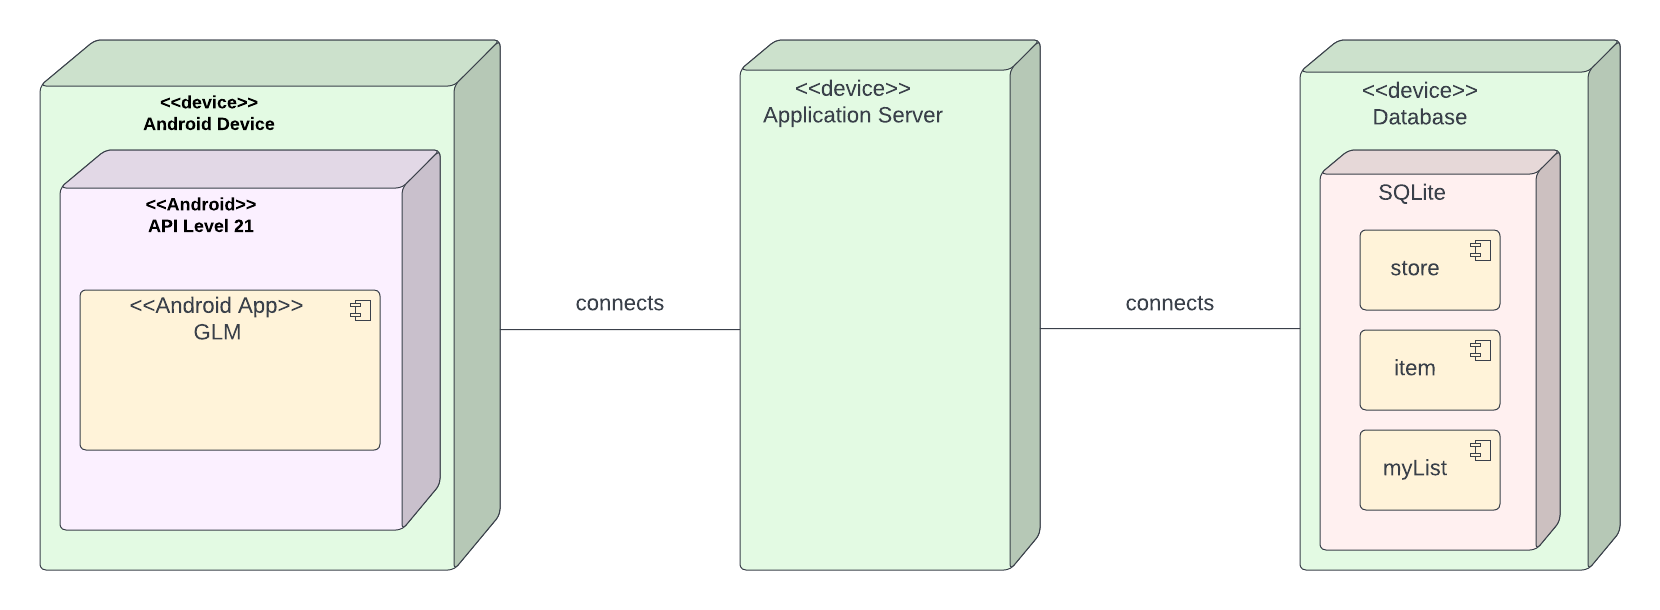 <<device>>
Android Device
<<Android>>
API Level 21
<<Android App>>
GLM
connects
<<device>>
Application Server
connects
<<device>>
Database
SQLite
store
item
myList